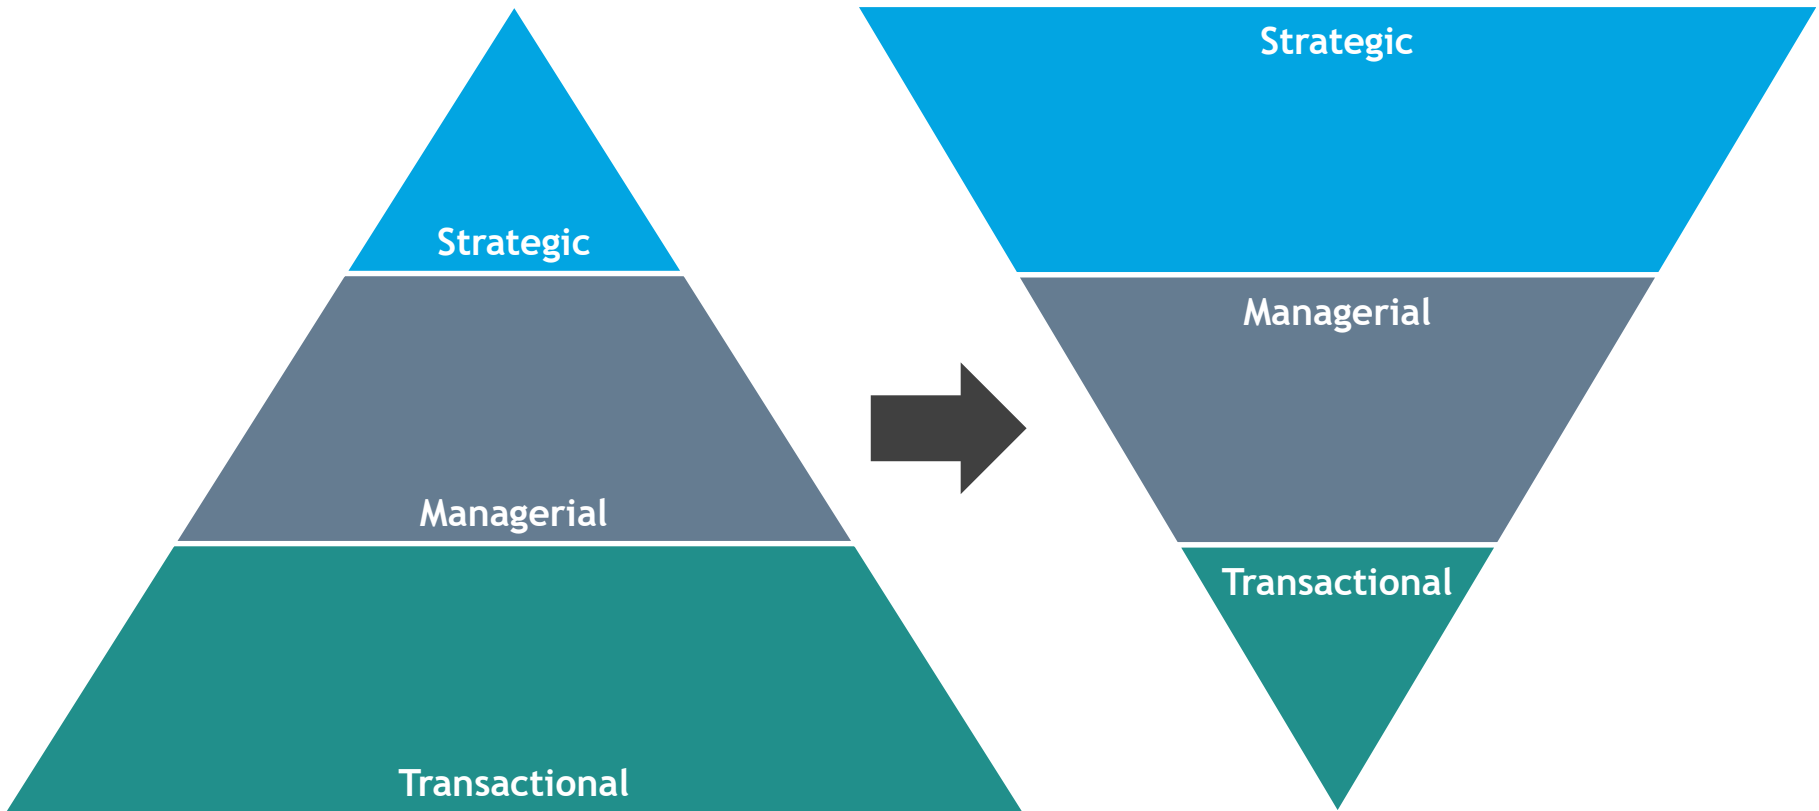 Strategic
Managerial
Transactional
Strategic
Managerial
Transactional